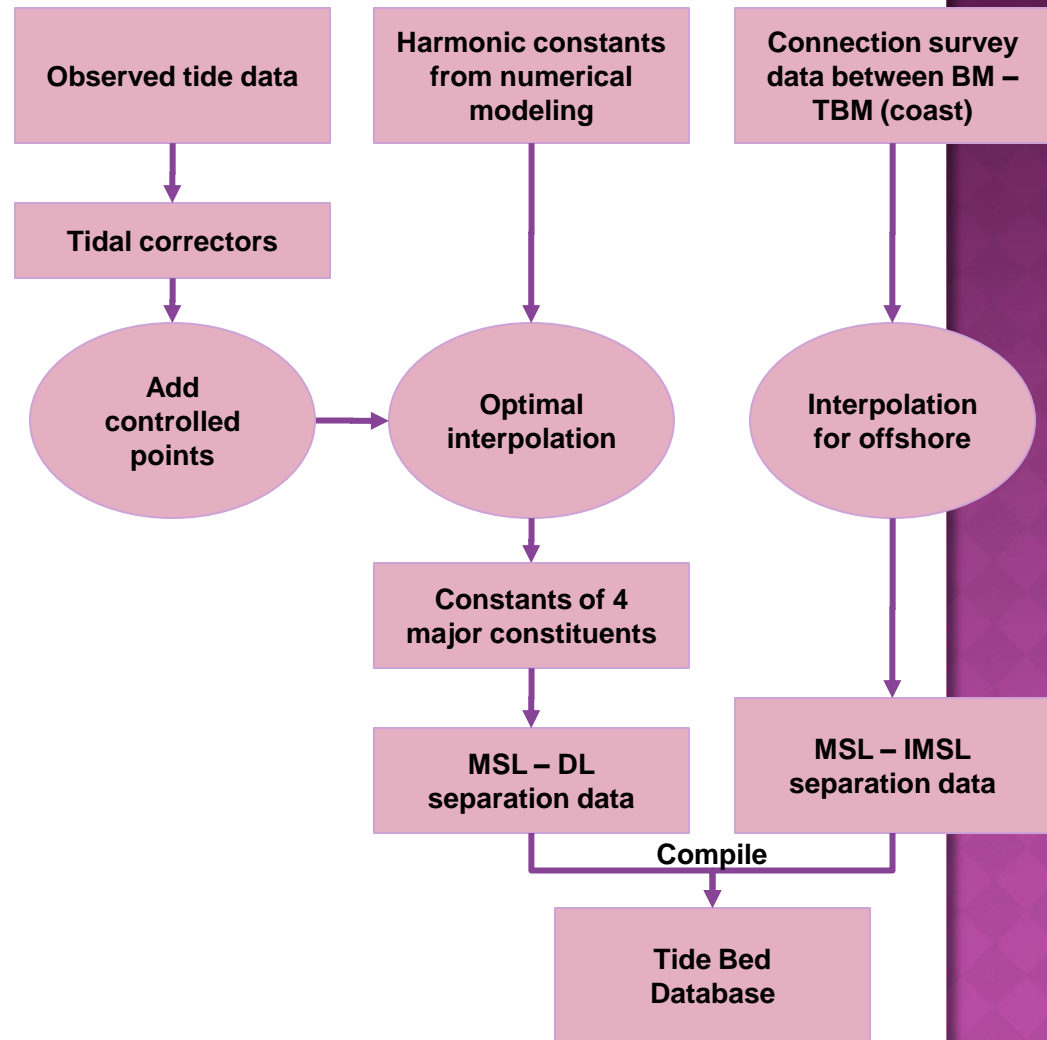 Observed tide data
Harmonic constants
from numerical
modeling
Connection survey
data between BM –
TBM (coast)
Tidal correctors
Add
controlled
points
Optimal
interpolation
Interpolation
for offshore
Constants of 4
major constituents
MSL – DL
separation data
MSL – IMSL
separation data
Compile
Tide Bed
Database